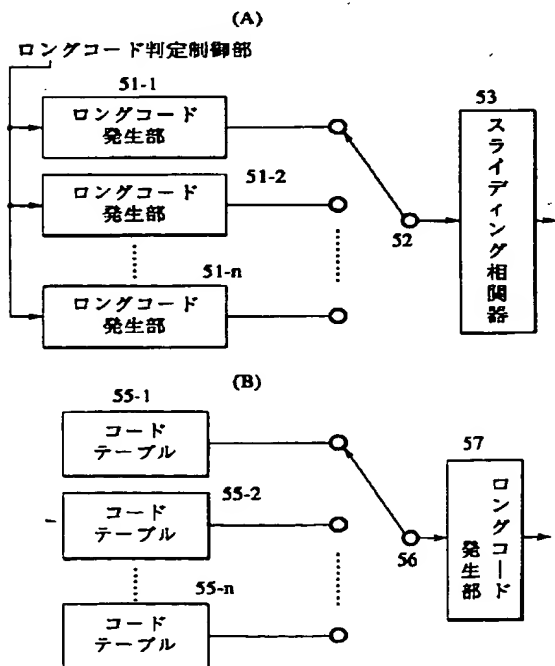 (A)
ロングコード判定制御部
51-1
53
ロングコード
発生部
スライディング相関器
51-2
ロングコード
発生部
52
51-n
ロングコード
発生部
(B)
55-1
コード
テーブル
57
55-2
コード
テーブル
ロングコード
発生部
56
55-n
コード
テーブル